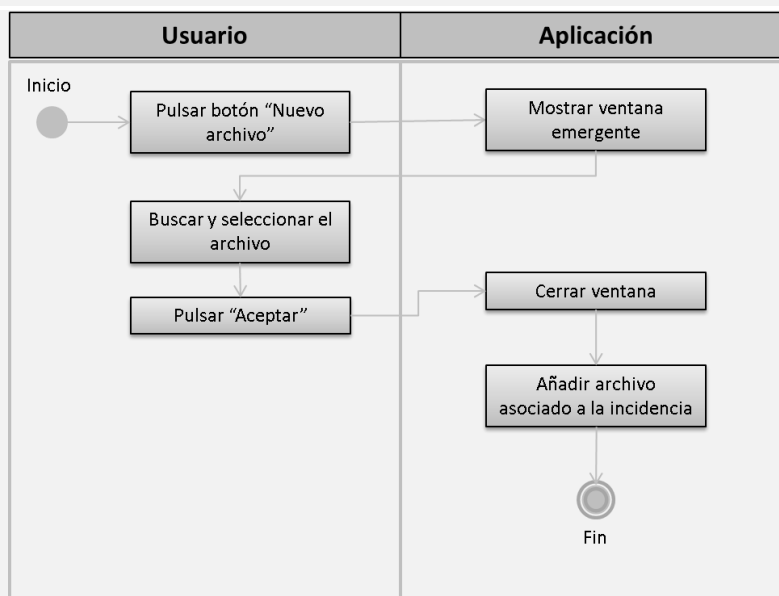 Usuario
Aplicación
Inicio
Pulsar botón “Nuevo
archivo”
Mostrar ventana
emergente
Buscar y seleccionar el
archivo
Pulsar “Aceptar”
Cerrar ventana
Añadir archivo
asociado a la incidencia
Fin